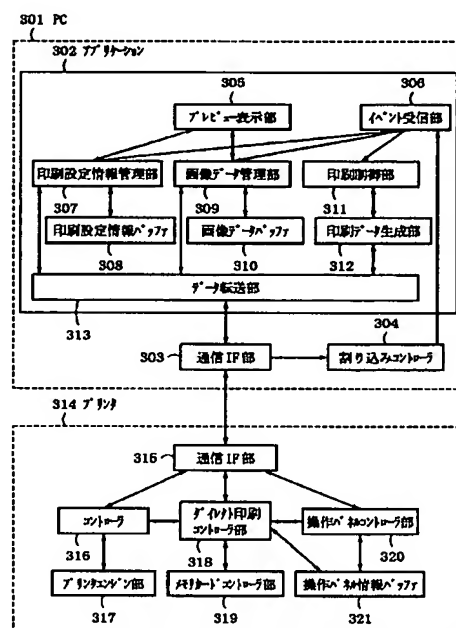 301 PC
302 アプリケーション
305
306
プレビュー表示部
イベント受信部
印刷設定情報管理部
画像データ管理部
印刷制御部
307
309
311
印刷設定情報バッファ
画像データバッファ
印刷データ生成部
308
310
312
データ転送部
313
304
303
通信IF部
割り込みコントローラ
314 プリンタ
315
通信IF部
コントローラ
ダイレクト印刷
コントローラ部
操作パネルコントローラ部
316
318
320
プリンタエンジン部
メモリカードコントローラ部
操作パネル情報バッファ
317
319
321